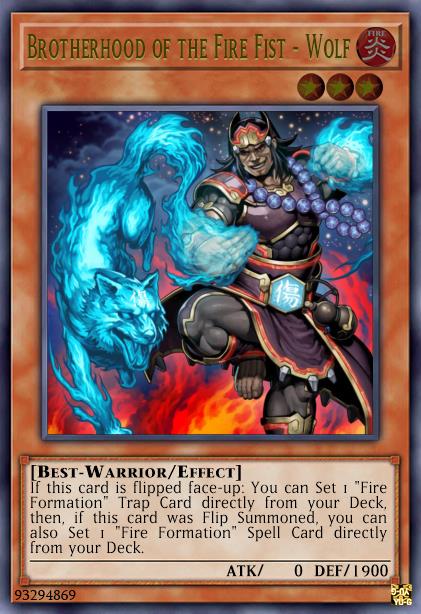 BROTHERHOOD OF THE FIRE FIST - WOLF
FIRE
炎
傷
傷
[BEST-WARRIOR/EFFECT]
If this card is flipped face-up: You can Set 1 "Fire
Formation" Trap Card directly from your Deck,
then, if this card was Flip Summoned, you can
also Set 1 "Fire Formation" Spell Card directly
from your Deck.
ATK/ 0 DEF/1900
93294869